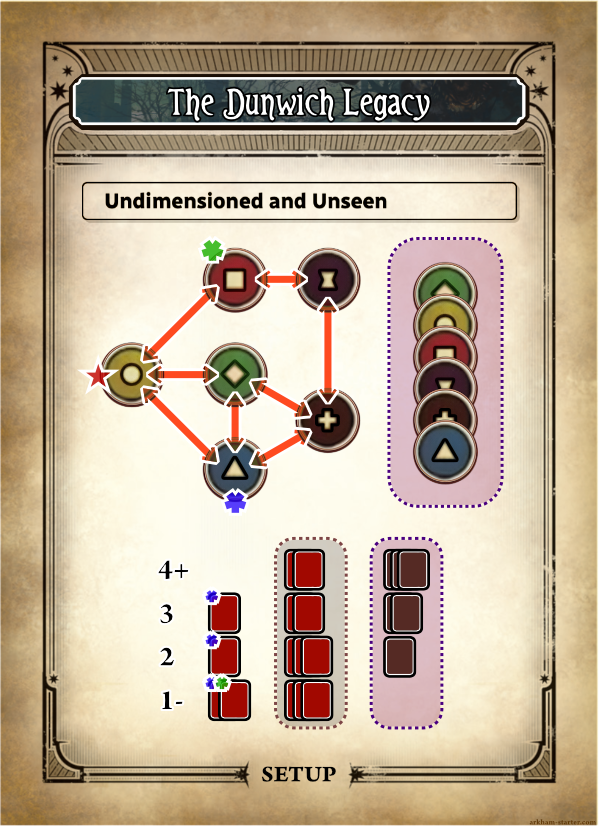 The Dunwich Legacy
Undimensioned and Unseen
4+
3
2
1-
SETUP
arkham-starter.com